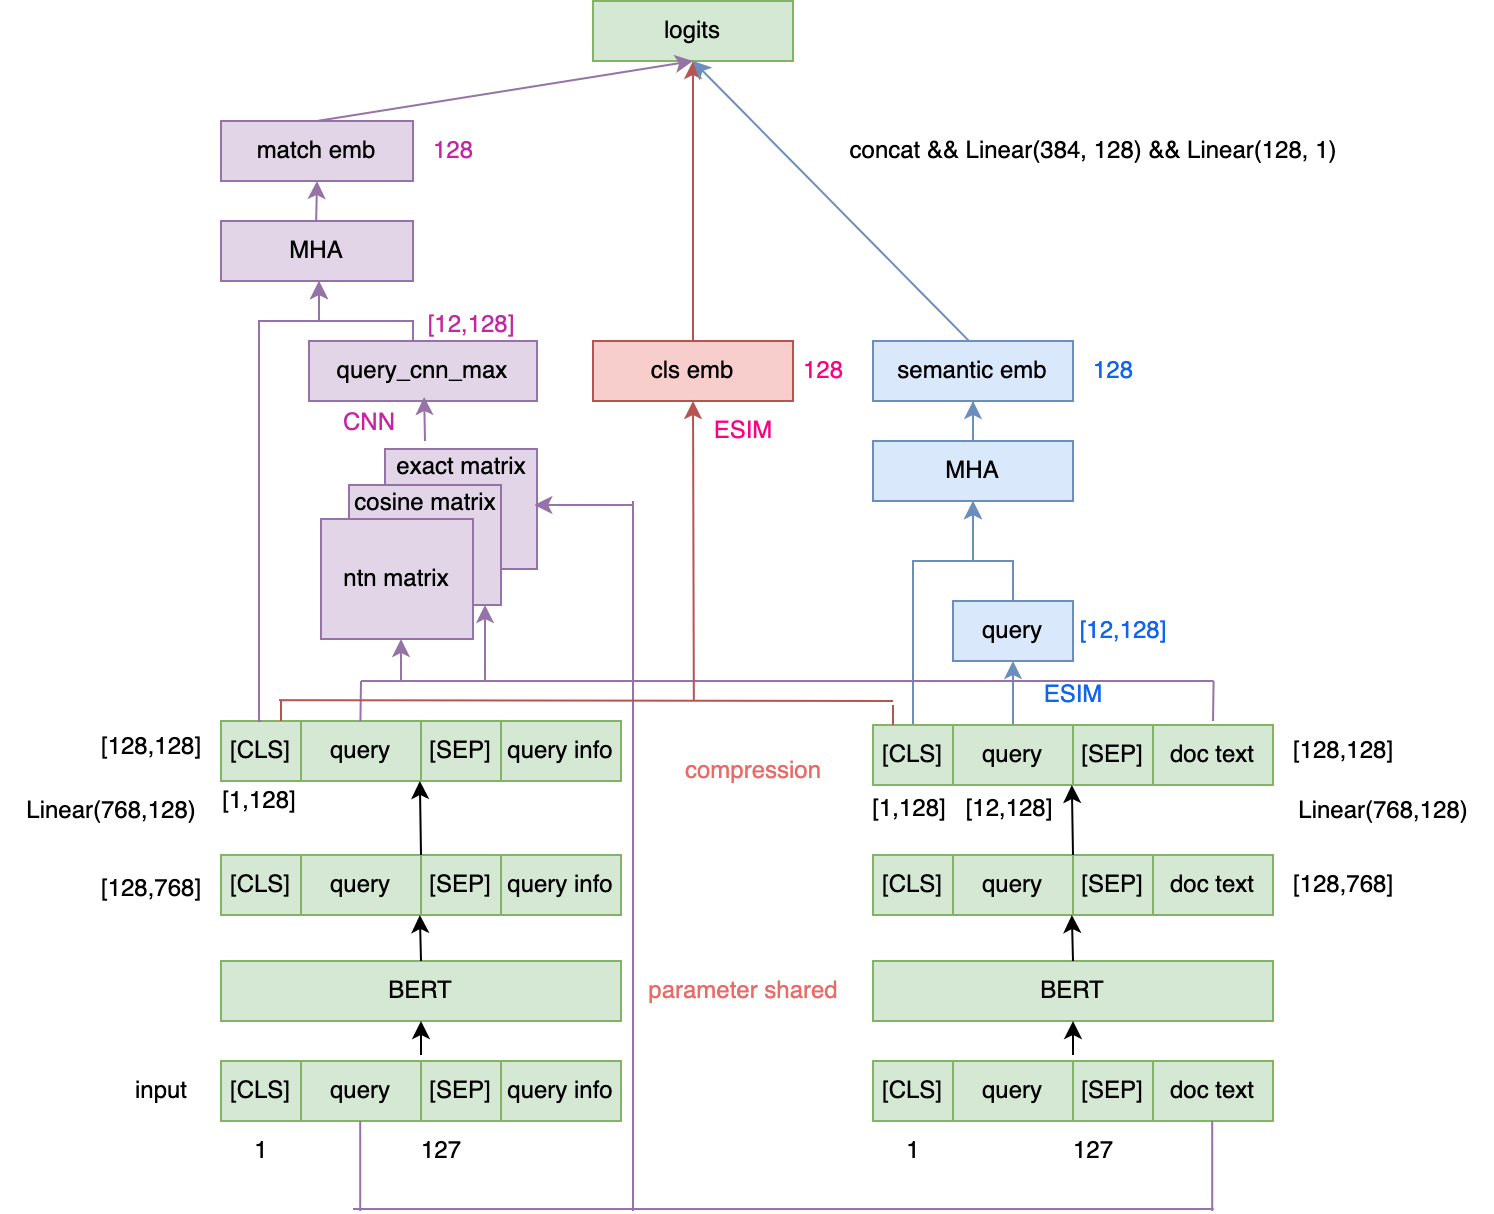 logits
match emb
128
concat && Linear(384, 128) && Linear(128, 1)
MHA
[12,128]
query_cnn_max
cls emb
128
semantic emb
128
CNN
ESIM
exact matrix
MHA
cosine matrix
ntn matrix
query
[12,128]
ESIM
[128,128]
[CLS] query [SEP] query info
compression
[CLS] query [SEP] doc text
[128,128]
Linear(768,128)
[1,128]
[1,128] [12,128]
Linear(768,128)
[128,768]
[CLS] query [SEP] query info
[CLS] query [SEP] doc text
[128,768]
BERT
parameter shared
BERT
input
[CLS] query [SEP] query info
[CLS] query [SEP] doc text
1
127
1
127